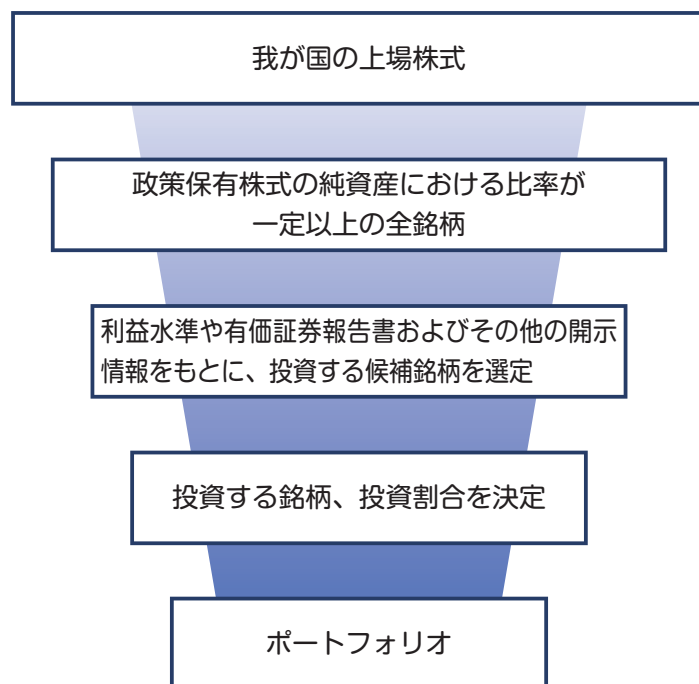 我が国の上場株式
政策保有株式の純資産における比率が
一定以上の全銘柄
利益水準や有価証券報告書およびその他の開示
情報をもとに、投資する候補銘柄を選定
投資する銘柄、投資割合を決定
ポートフォリオ